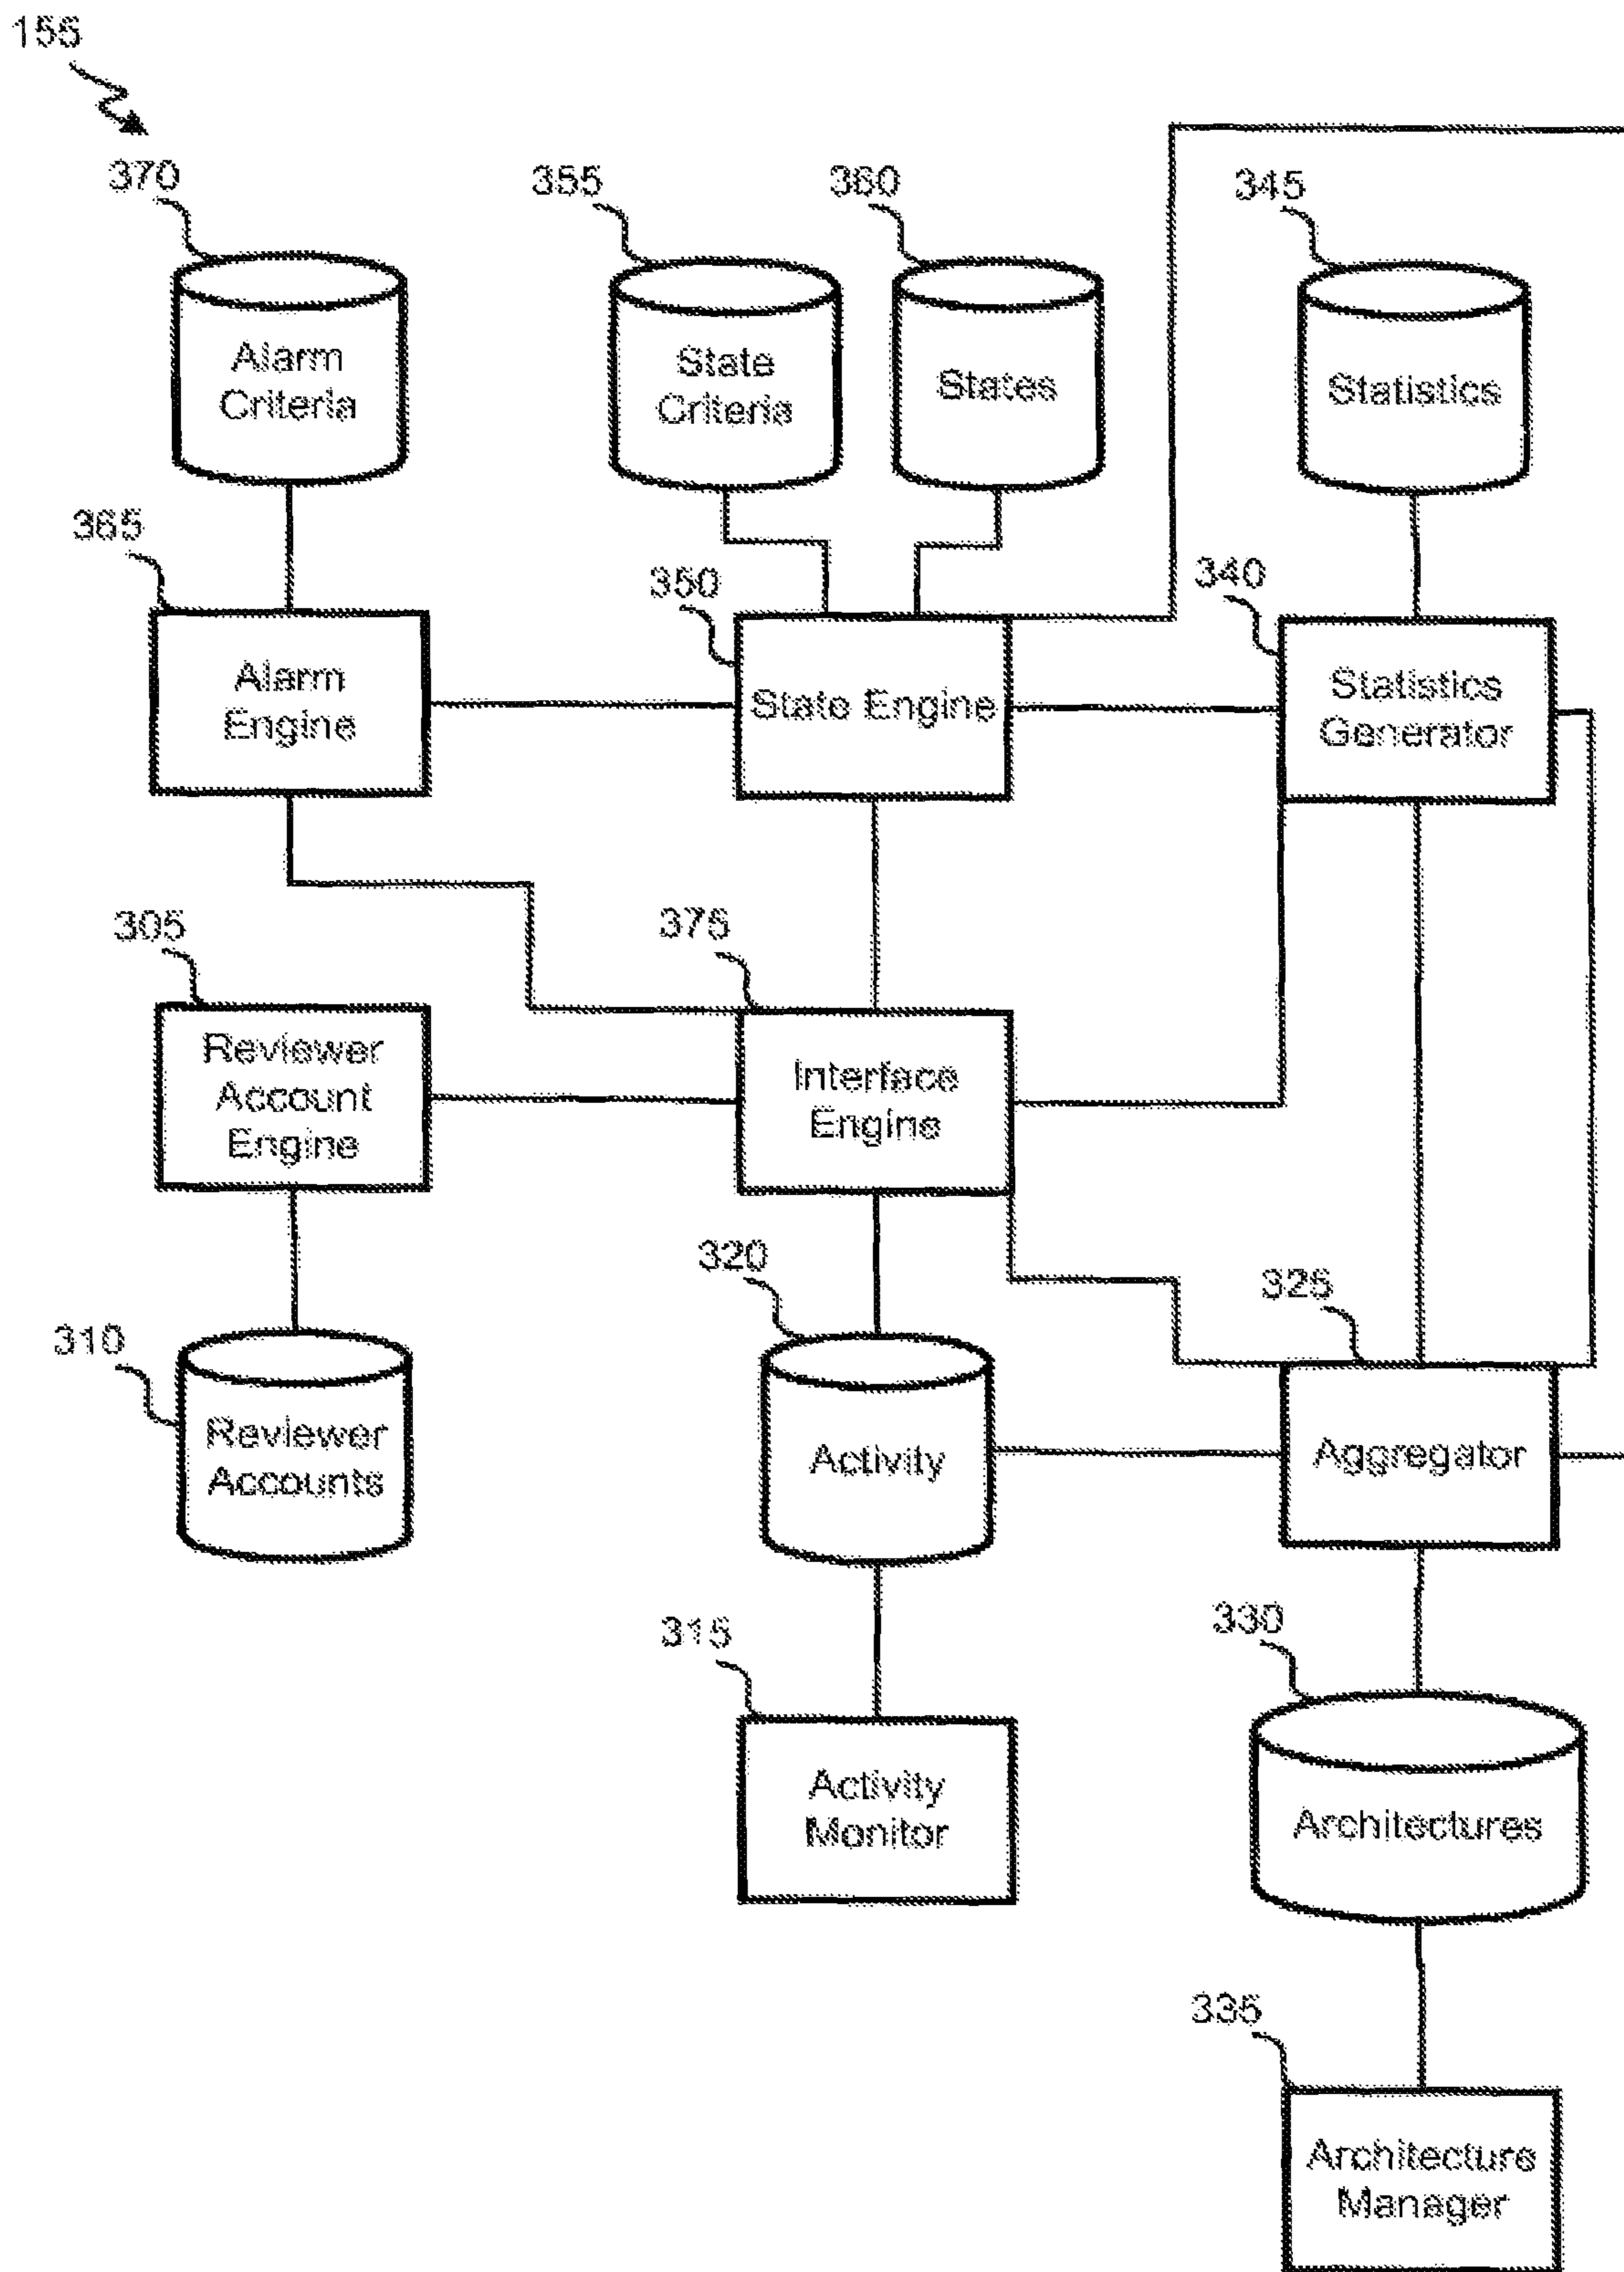 155
370
355
360
345
Alarm
Criteria
State
Criteria
States
Statistics
365
350
340
Alarm
Engine
State Engine
Statistics
Generator
305
375
Reviewer
Account
Engine
Interface
Engine
320
325
310
Reviewer
Accounts
Activity
Aggregator
315
330
Activity
Monitor
Architectures
335
Architecture
Manager